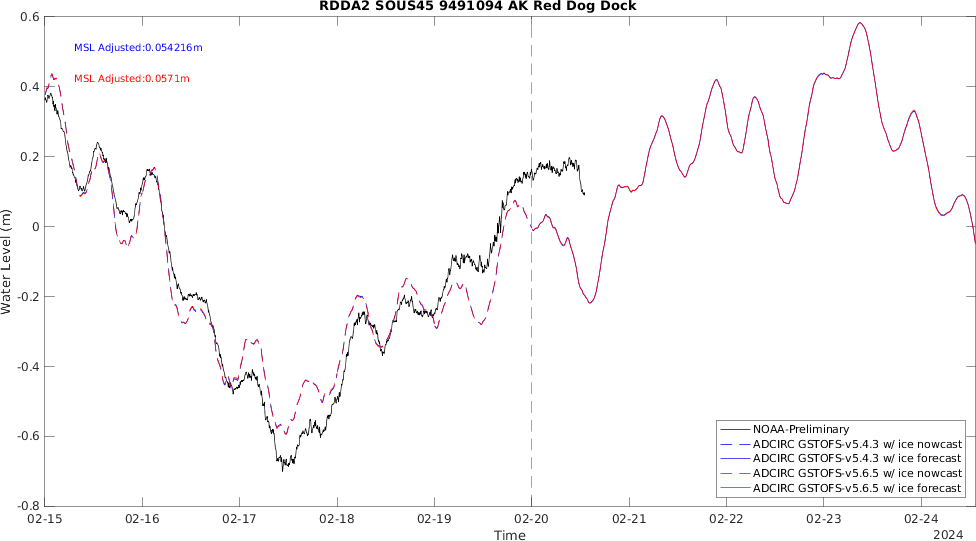 RDDA2 SOUS45 9491094 AK Red Dog Dock
MSL Adjusted:0.054216m
MSL Adjusted:0.0571m
Water Level (m)
0.6
0.4
0.2
0
-0.2
-0.4
-0.6
-0.8
NOAA-Preliminary
ADCIRC GSTOFS-v5.4.3 w/ ice nowcast
ADCIRC GSTOFS-v5.4.3 w/ ice forecast
ADCIRC GSTOFS-v5.6.5 w/ ice nowcast
ADCIRC GSTOFS-v5.6.5 w/ ice forecast
02-15 02-16 02-17 02-18 02-19 02-20 02-21 02-22 02-23 02-24
Time
2024